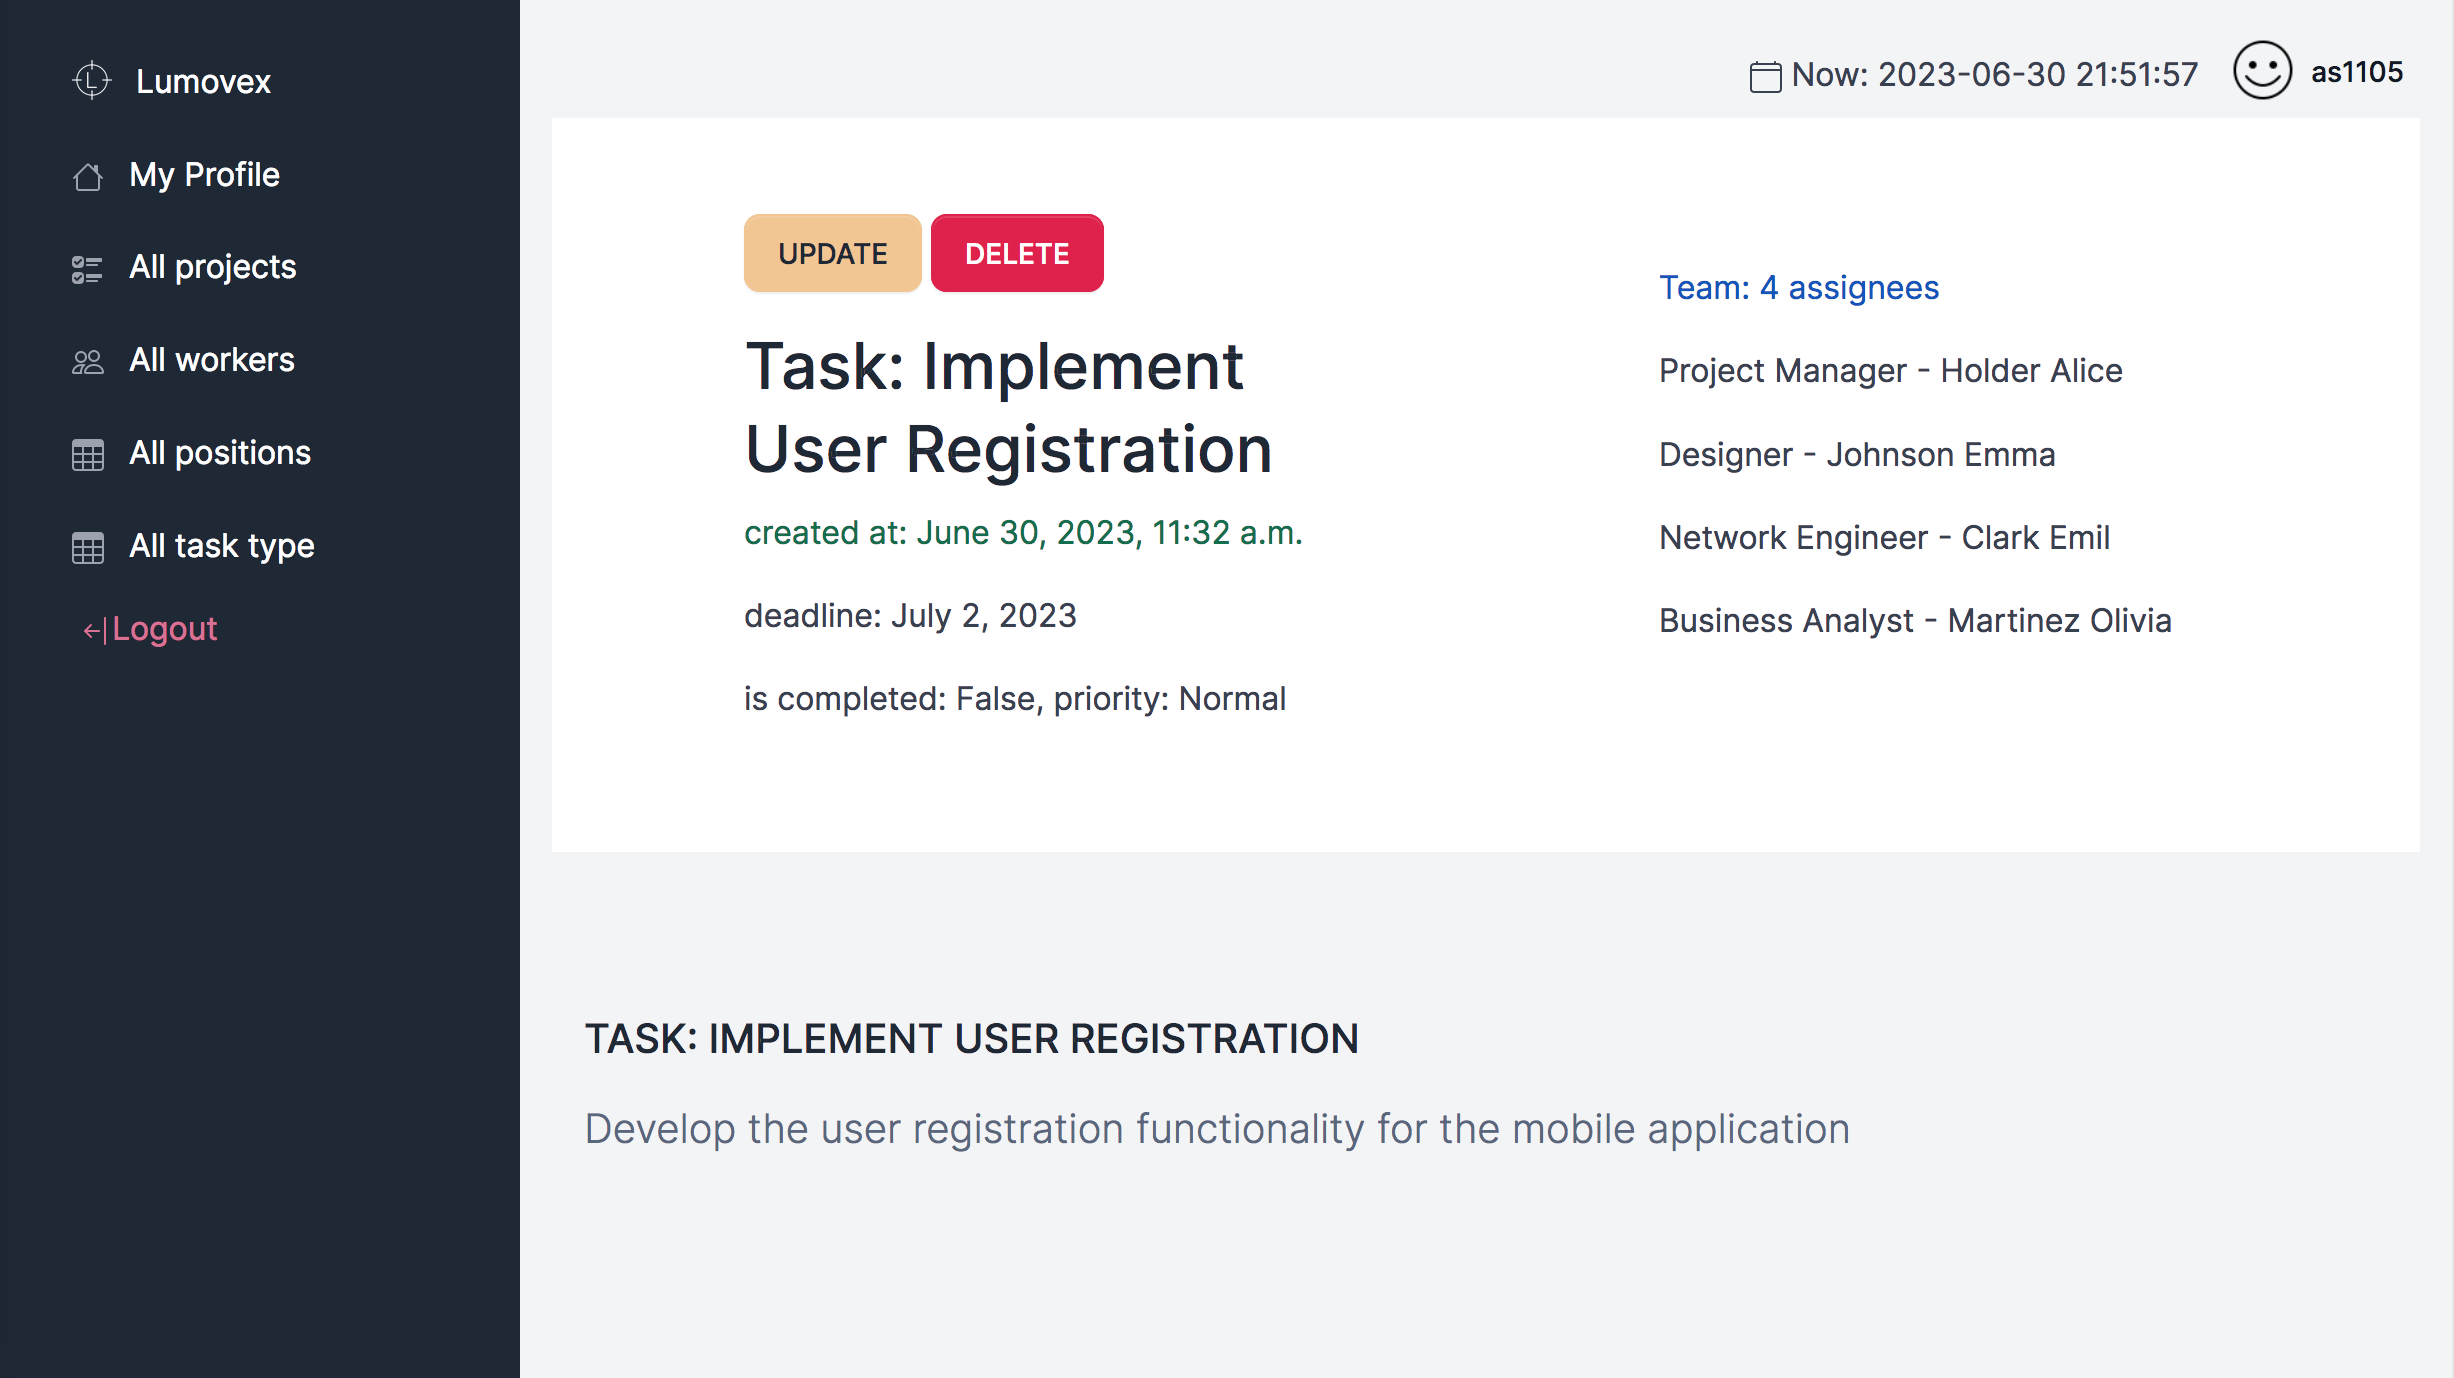 Lumovex
My Profile
All projects
All workers
All positions
All task type
Logout
Now: 2023-06-30 21:51:57
as1105
UPDATE
DELETE
Task: Implement
User Registration
created at: June 30, 2023, 11:32 a.m.
deadline: July 2, 2023
is completed: False, priority: Normal
Team: 4 assignees
Project Manager - Holder Alice
Designer - Johnson Emma
Network Engineer - Clark Emil
Business Analyst - Martinez Olivia
TASK: IMPLEMENT USER REGISTRATION
Develop the user registration functionality for the mobile application